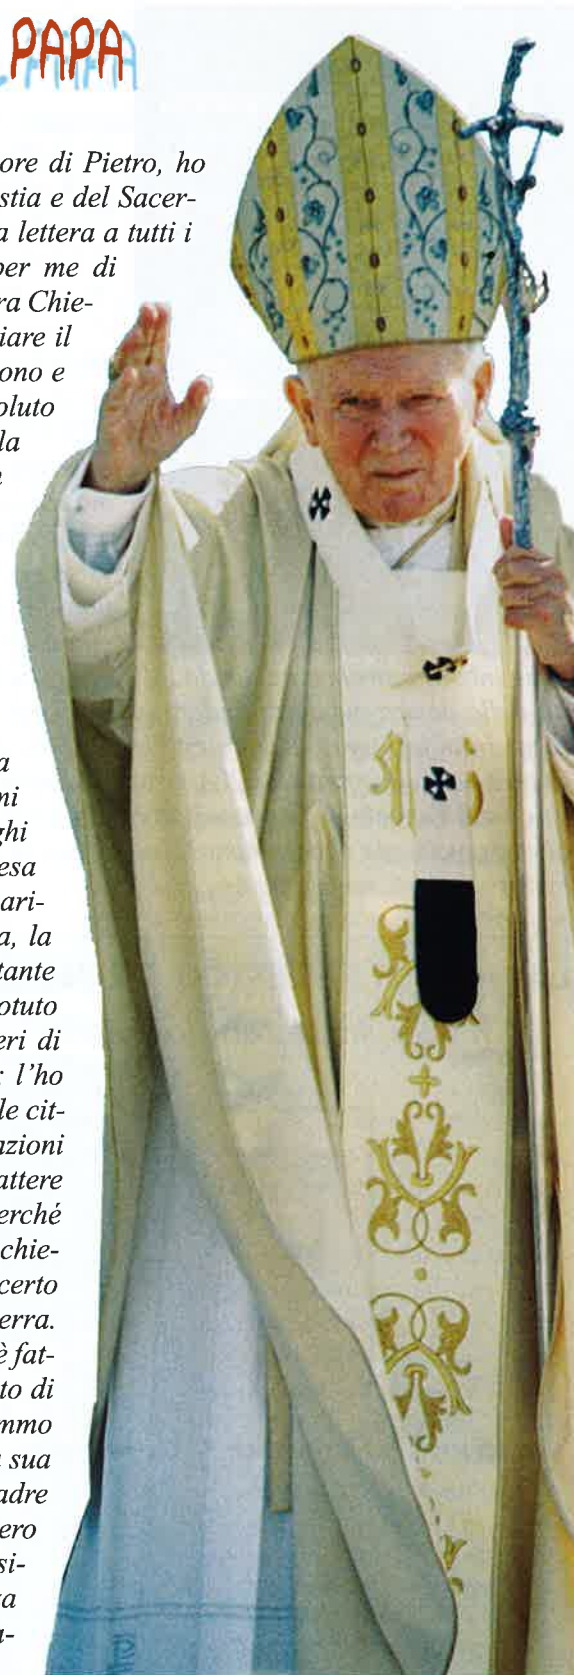 PAPA
ore di Pietro, ho
stia e del Sacer-
a lettera a tutti i
per me di
ra Chie-
iare il
ono e
oluto
la
a
ni
ghi
esa
ari-
a, la
tante
otuto
eri di
l'ho
le cit-
nzioni
attere
erché
chie-
certo
erra.
è fat-
to di
mmo
sua
adre
ero
si-